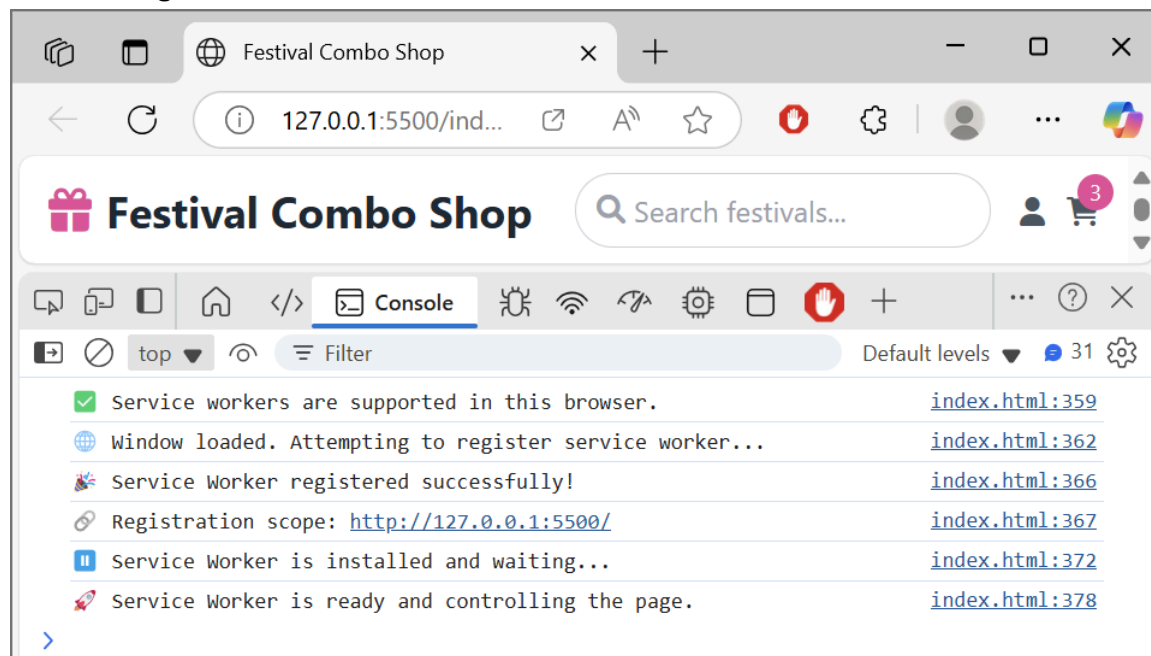 Festival Combo Shop
127.0.0.1:5500/ind...
Festival Combo Shop
Search festivals...
3
Console
top
Filter
Default levels
31
Service workers are supported in this browser. index.html:359
Window loaded. Attempting to register service worker... index.html:362
Service Worker registered successfully! index.html:366
Registration scope: http://127.0.0.1:5500/ index.html:367
Service Worker is installed and waiting... index.html:372
Service Worker is ready and controlling the page. index.html:378